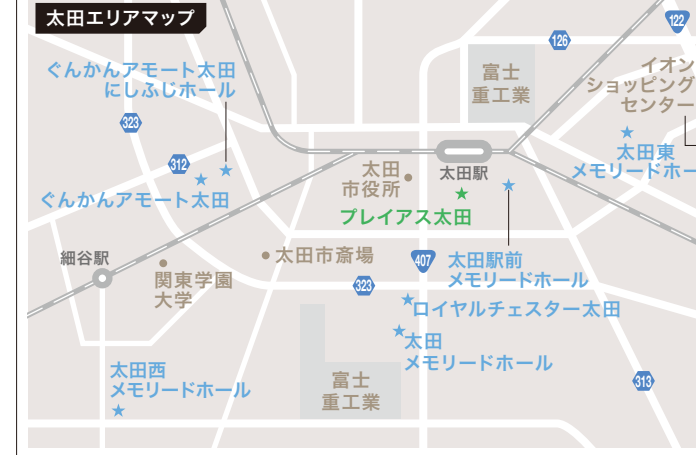 太田エリアマップ
122
126
ぐんかんアモート太田
にしふじホール
富士
重工業
イオン
ショッピング
センター
323
312
太田東
メモリードホー
太田
市役所
太田駅
ぐんかんアモート太田
プレイアス太田
細谷駅
関東学園
大学
太田市斎場
407
太田駅前
メモリードホール
323
ロイヤルチェスター太田
太田
メモリードホール
太田西
メモリードホール
富士
重工業
313